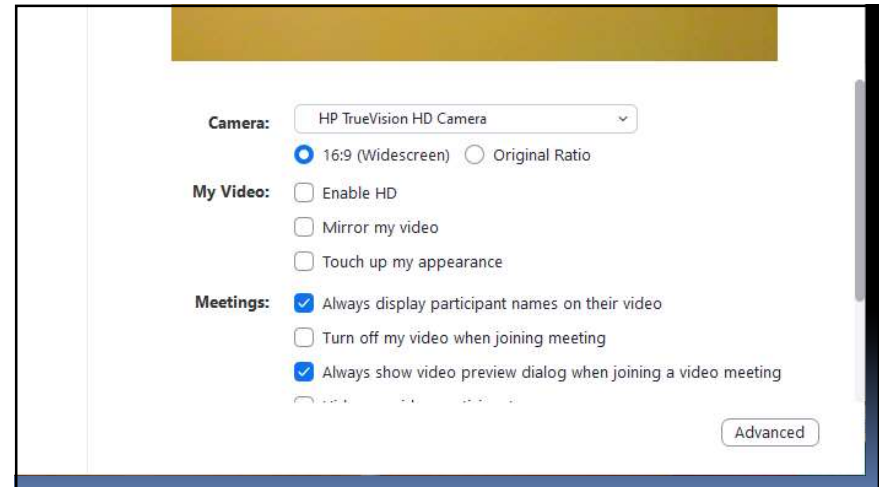 Camera: HP TrueVision HD Camera
16:9 (Widescreen) Original Ratio
My Video: Enable HD
Mirror my video
Touch up my appearance
Meetings: Always display participant names on their video
Turn off my video when joining meeting
Always show video preview dialog when joining a video meeting
Advanced